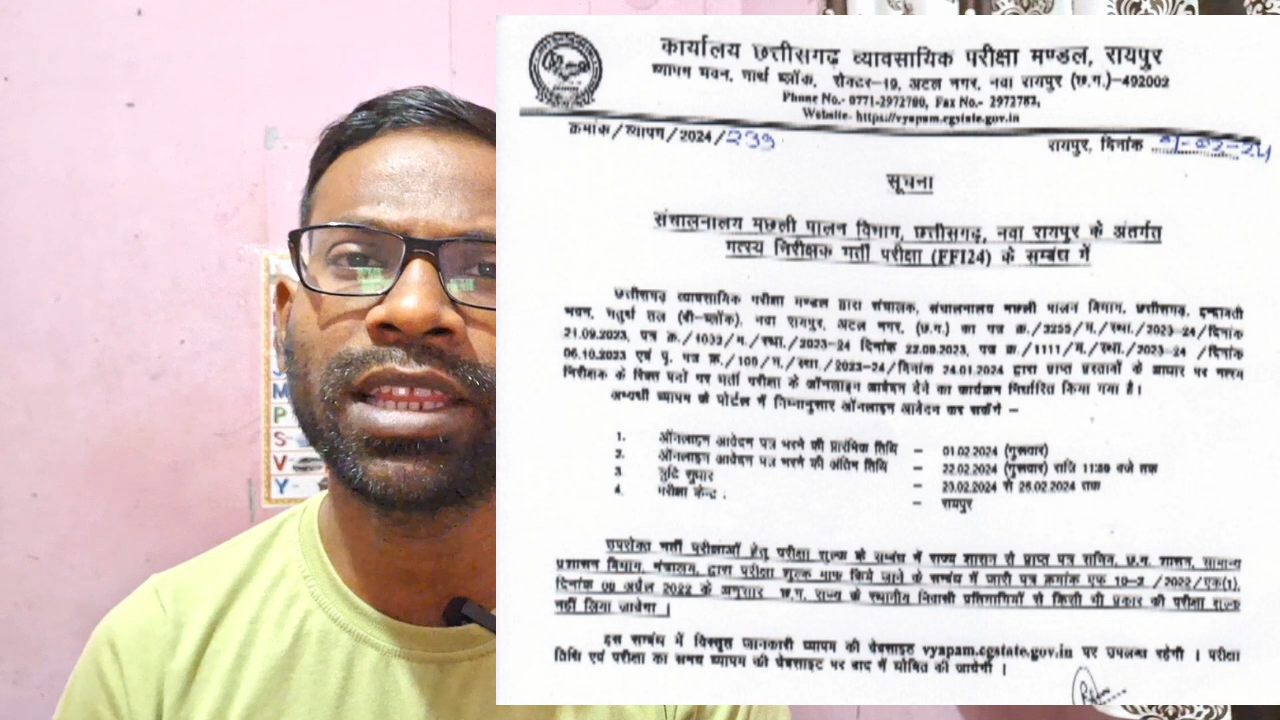 कार्यालय छत्तीसगढ़ व्यावसायिक परीक्षा मण्डल, रायपुर
व्यापम भवन, नार्थ ब्लॉक, सेक्टर-19, अटल नगर, नवा रायपुर (छ.ग.)-492002
Phone No.- 0771-2972780, Fax No.- 2972782,
Website- https://vyapam.cgstate.gov.in
क्रमांक/व्यापम/2024/239
रायपुर, दिनांक
सूचना
संचालनालय मछली पालन विभाग, छत्तीसगढ़, नवा रायपुर के अंतर्गत
मत्स्य निरीक्षक भर्ती परीक्षा (FFI24) के सम्बंध में
छत्तीसगढ़ व्यावसायिक परीक्षा मण्डल द्वारा संचालक, संचालनालय मछली पालन विभाग, छत्तीसगढ़, इन्द्रावती
भवन, चतुर्थ तल (बी-ब्लॉक), नवा रायपुर, अटल नगर, (छ.ग.) का पत्र क्र./3255/म./स्था./2023-24/दिनांक
21.09.2023, पत्र क्र./1033/म./स्था./2023-24 दिनांक 22.09.2023, पत्र क्र./1111/म./स्था./2023-24 /दिनांक
06.10.2023 एवं पृ. पत्र क्र./108/म./स्था./2023-24/दिनांक 24.01.2024 द्वारा प्राप्त प्रस्तावों के आधार पर मत्स्य
निरीक्षक के रिक्त पदों पर भर्ती परीक्षा के ऑनलाइन आवेदन देने का कार्यक्रम निर्धारित किया गया है।
अभ्यर्थी व्यापम के पोर्टल में निम्नानुसार ऑनलाइन आवेदन कर सकेंगे –
1. ऑनलाइन आवेदन पत्र भरने की प्रारंभिक तिथि – 01.02.2024 (गुरूवार)
2. ऑनलाइन आवेदन पत्र भरने की अंतिम तिथि – 22.02.2024 (गुरूवार) रात्रि 11:59 बजे तक
3. त्रुटि सुधार – 23.02.2024 से 25.02.2024 तक
4. परीक्षा केन्द्र : – रायपुर
उपरोक्त भर्ती परीक्षाओं हेतु परीक्षा शुल्क के सम्बंध में राज्य शासन से प्राप्त पत्र सचिव, छ.ग. शासन, सामान्य
प्रशासन विभाग, मंत्रालय, द्वारा परीक्षा शुल्क माफ किये जाने के सम्बंध में जारी पत्र क्रमांक एफ 10-2 /2022/एक(1),
दिनांक 08 अप्रैल 2022 के अनुसार छ.ग. राज्य के स्थानीय निवासी प्रतिभागियों से किसी भी प्रकार की परीक्षा शुल्क
नहीं लिया जावेगा |
इस सम्बंध में विस्तृत जानकारी व्यापम की वेबसाइट vyapam.cgstate.gov.in पर उपलब्ध रहेगी । परीक्षा
तिथि एवं परीक्षा का समय व्यापम की वेबसाइट पर बाद में घोषित की जायेगी |
M
P
S
V
Y